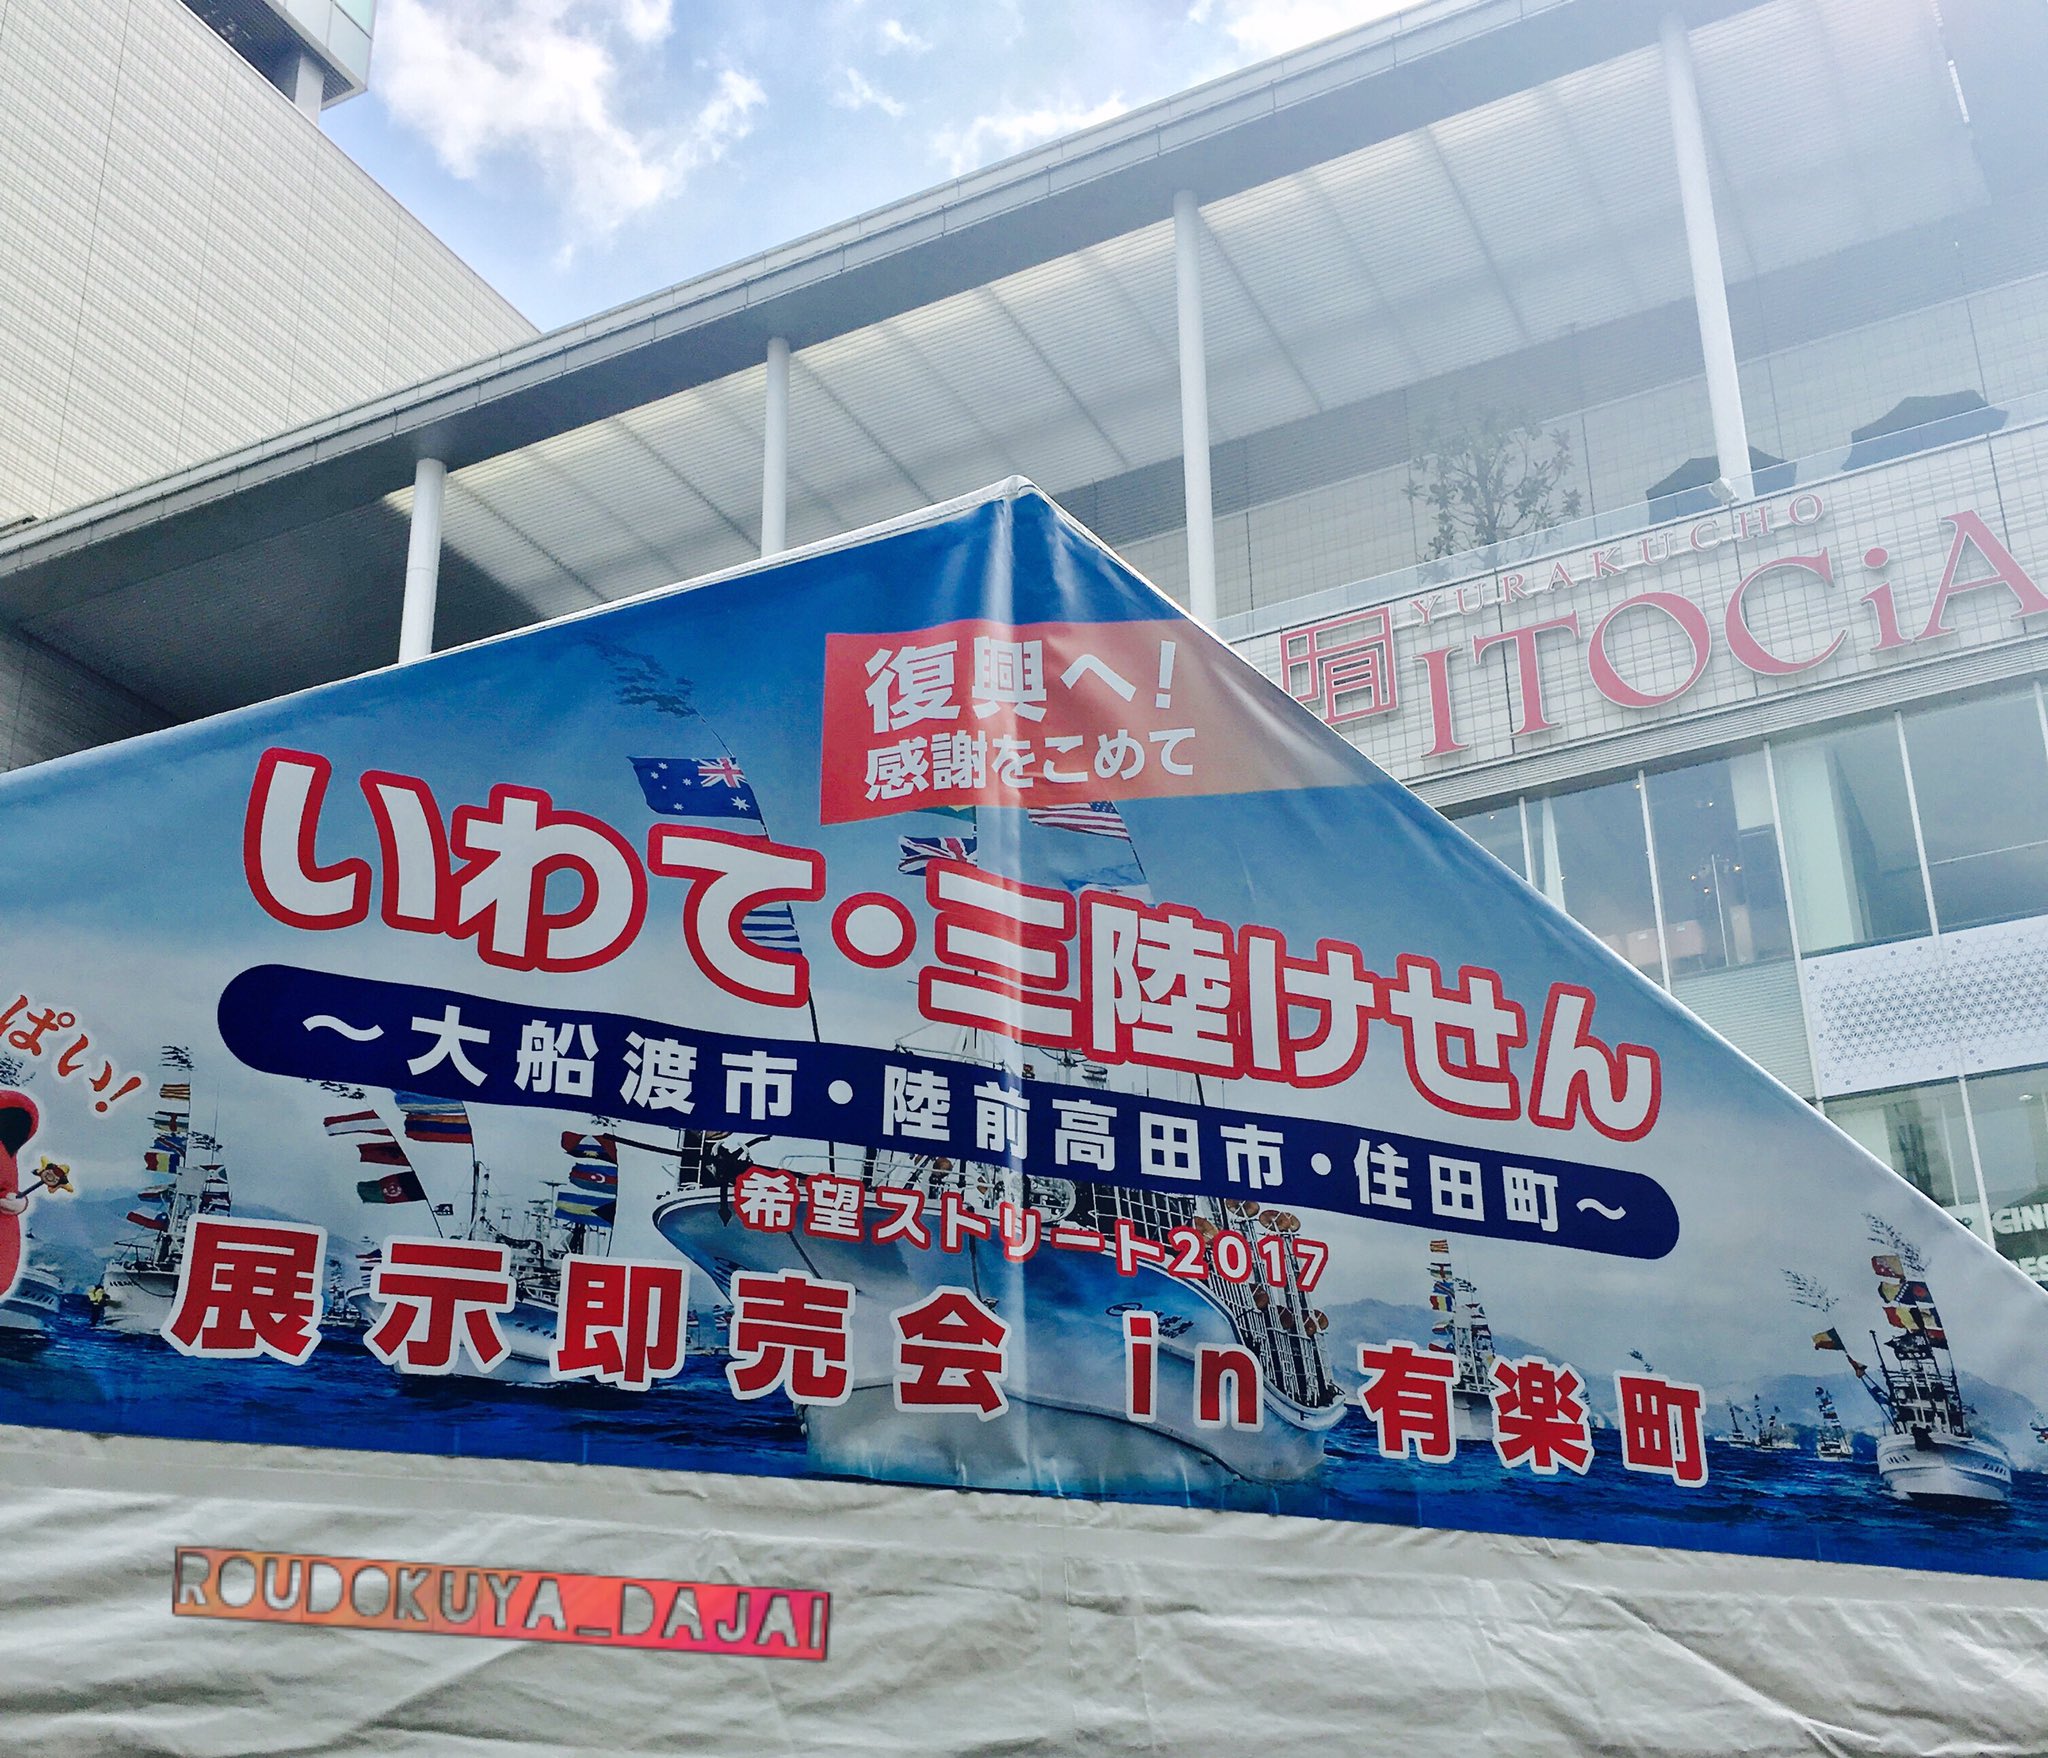 YURAKUCHO
ITOCiA
復興へ!
感謝をこめて
いわて・三陸けせん
～大船渡市・陸前高田市・住田町～
ぱい!
希望ストリート2017
展示即売会 in 有楽町
ROUDOKUYA_DAJAI